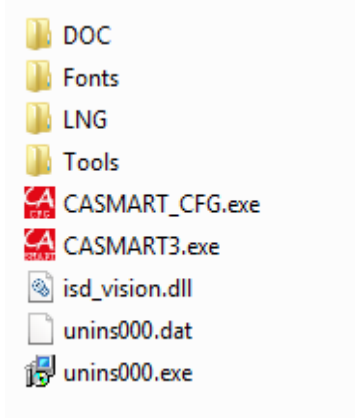 DOC
Fonts
LNG
Tools
CASMART_CFG.exe
CASMART3.exe
isd_vision.dll
unins000.dat
unins000.exe